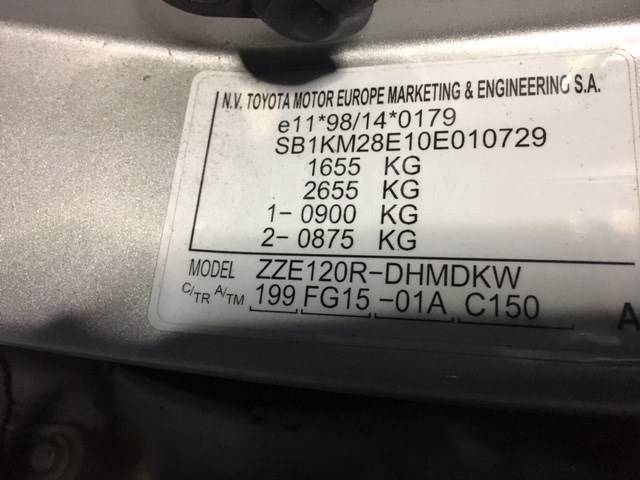 N.V. TOYOTA MOTOR EUROPE MARKETING & ENGINEERING S.A.
e11*98/14*0179
SB1KM28E10E010729
1655 KG
2655 KG
1- 0900 KG
2- 0875 KG
MODEL ZZE120R-DHMDKW
C/TR A/TM 199 FG15 -01A C150
A